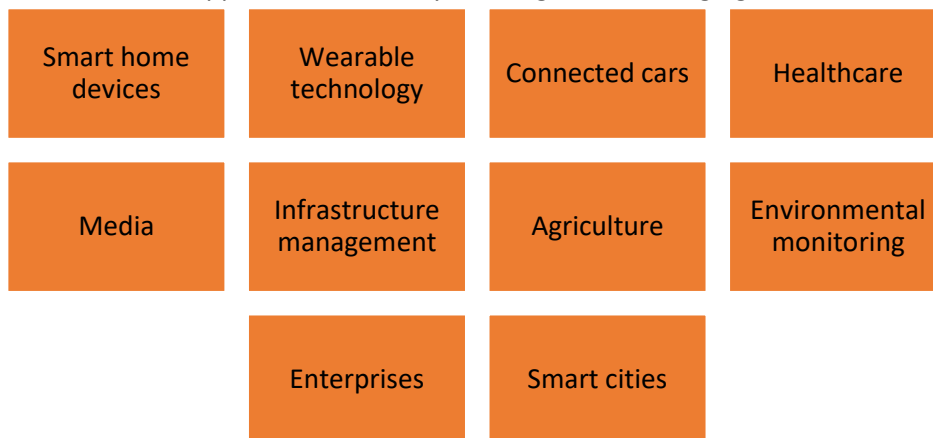 Smart home
devices
Wearable
technology
Connected cars
Healthcare
Media
Infrastructure
management
Agriculture
Environmental
monitoring
Enterprises
Smart cities